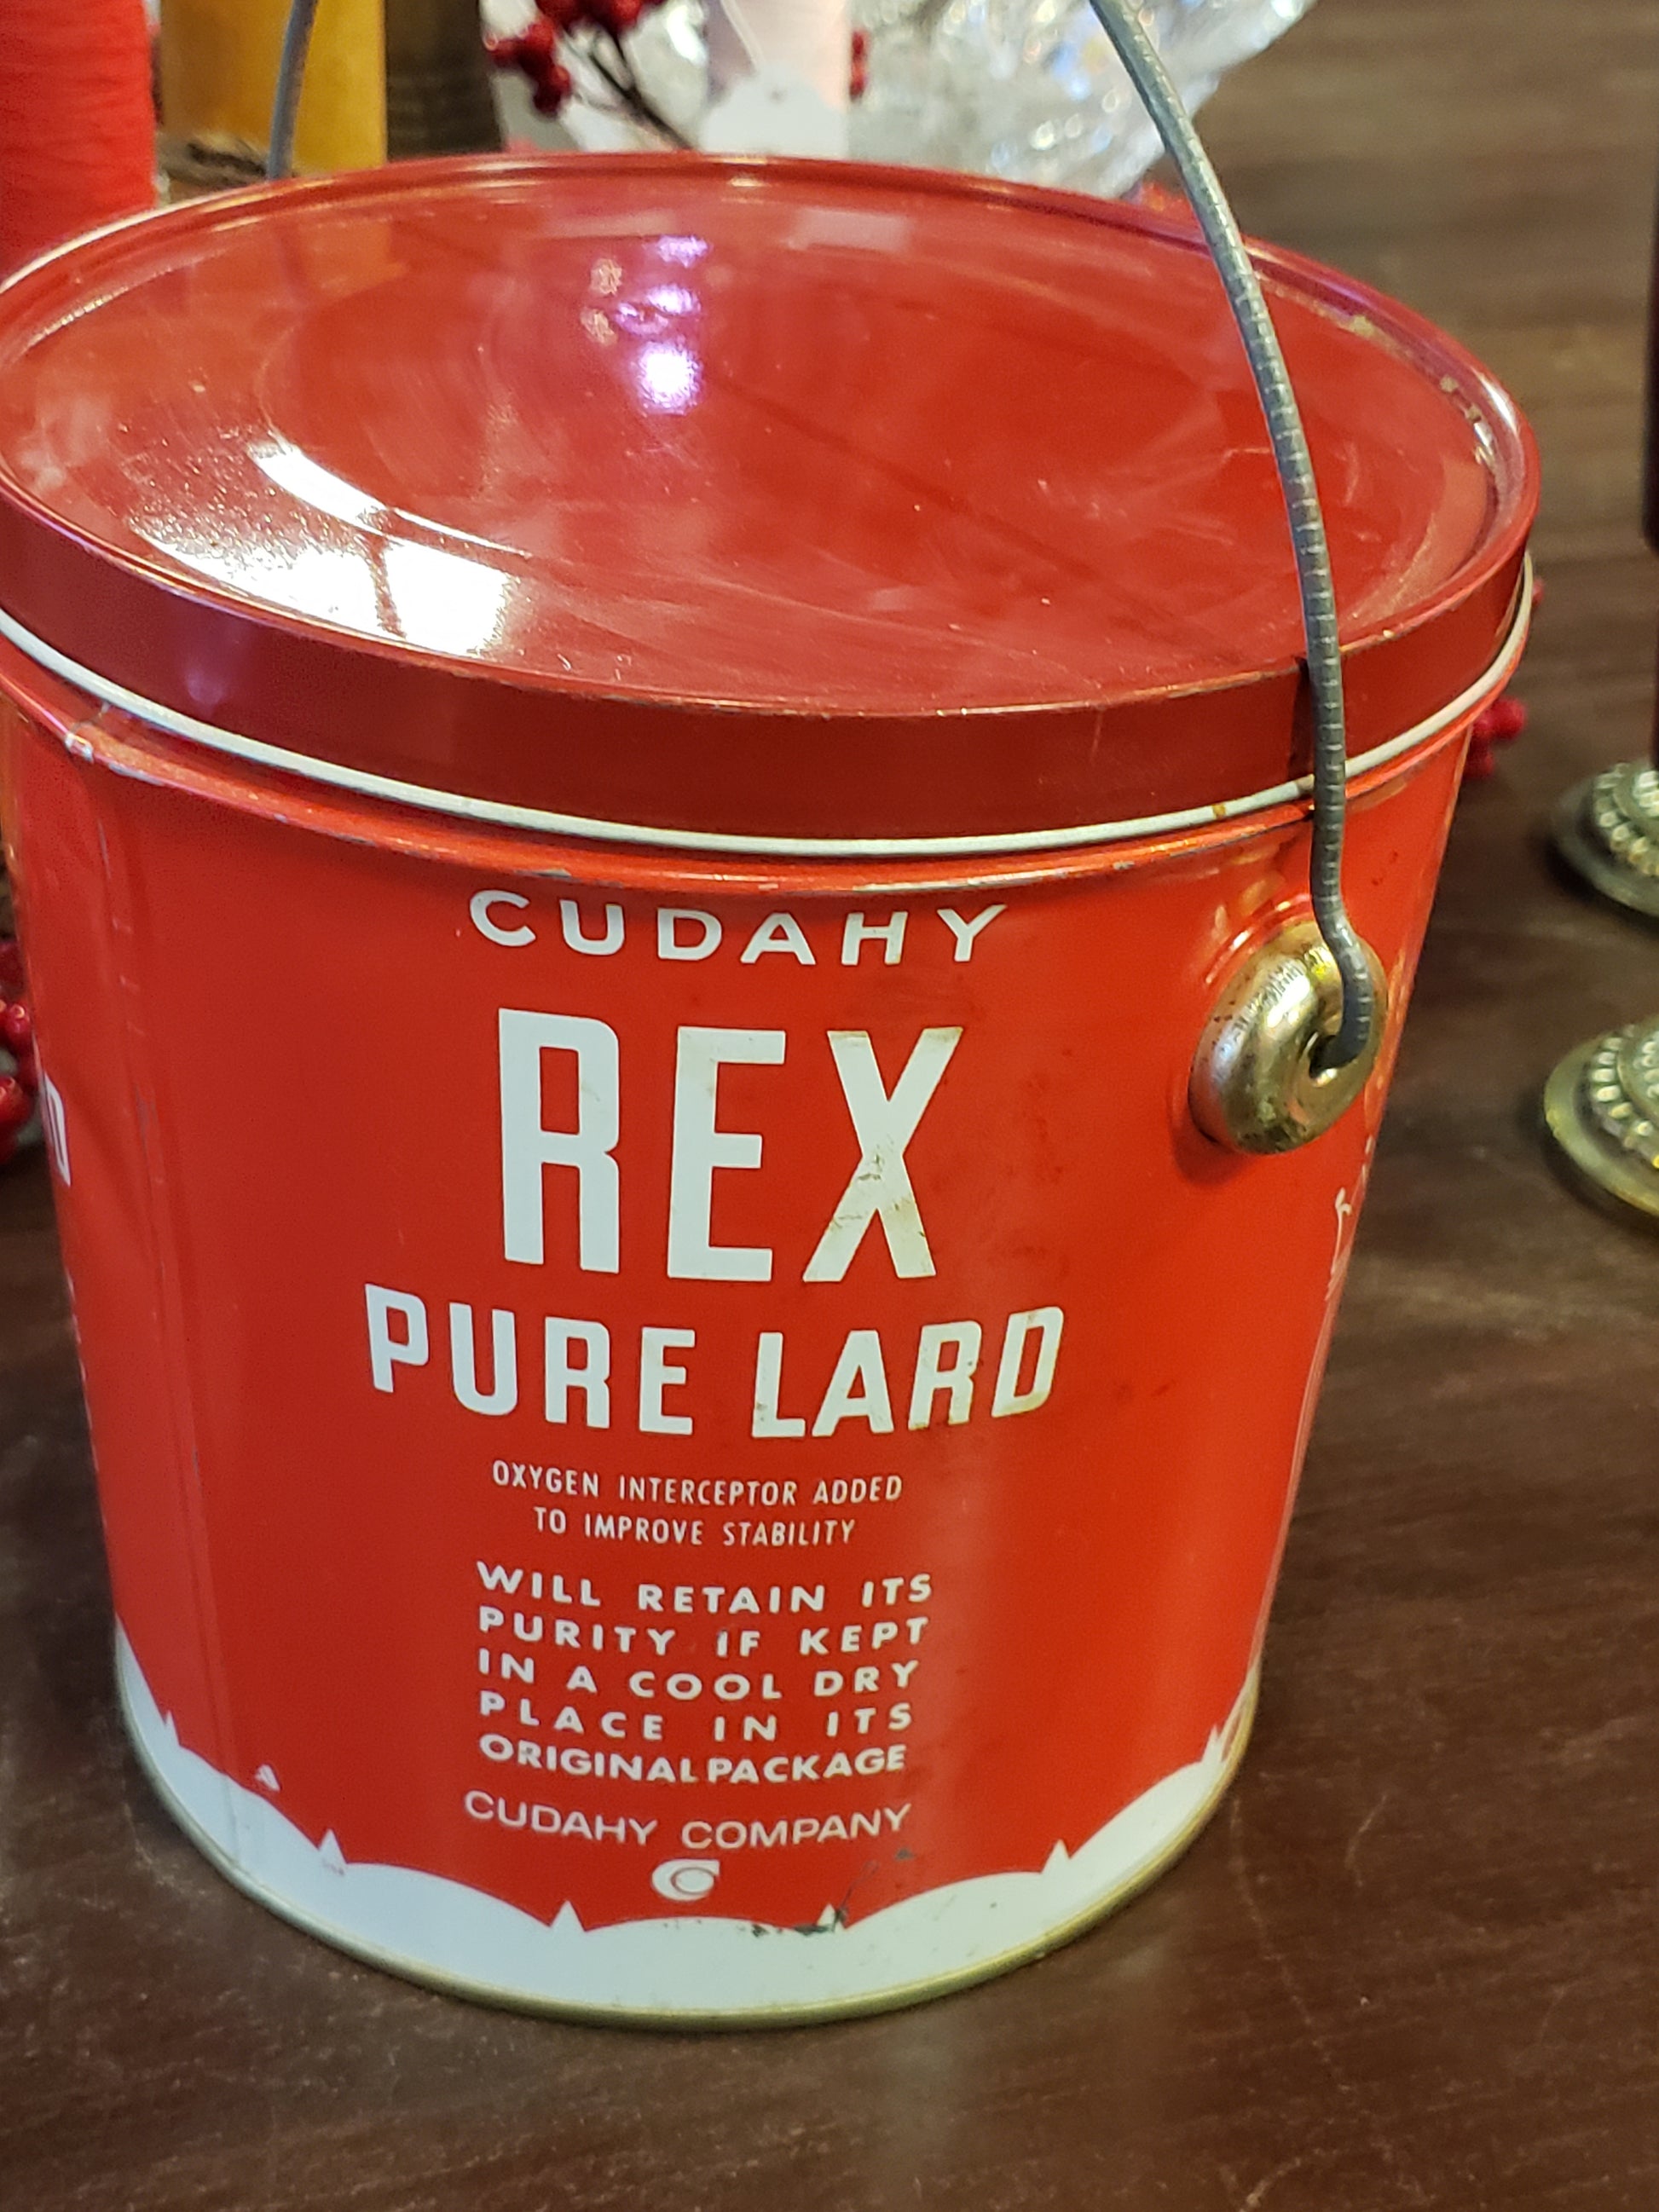 CUDAHY
REX
PURE LARD
OXYGEN INTERCEPTOR ADDED
TO IMPROVE STABILITY
WILL RETAIN ITS
PURITY IF KEPT
IN A COOL DRY
PLACE IN ITS
ORIGINAL PACKAGE
CUDAHY COMPANY
C